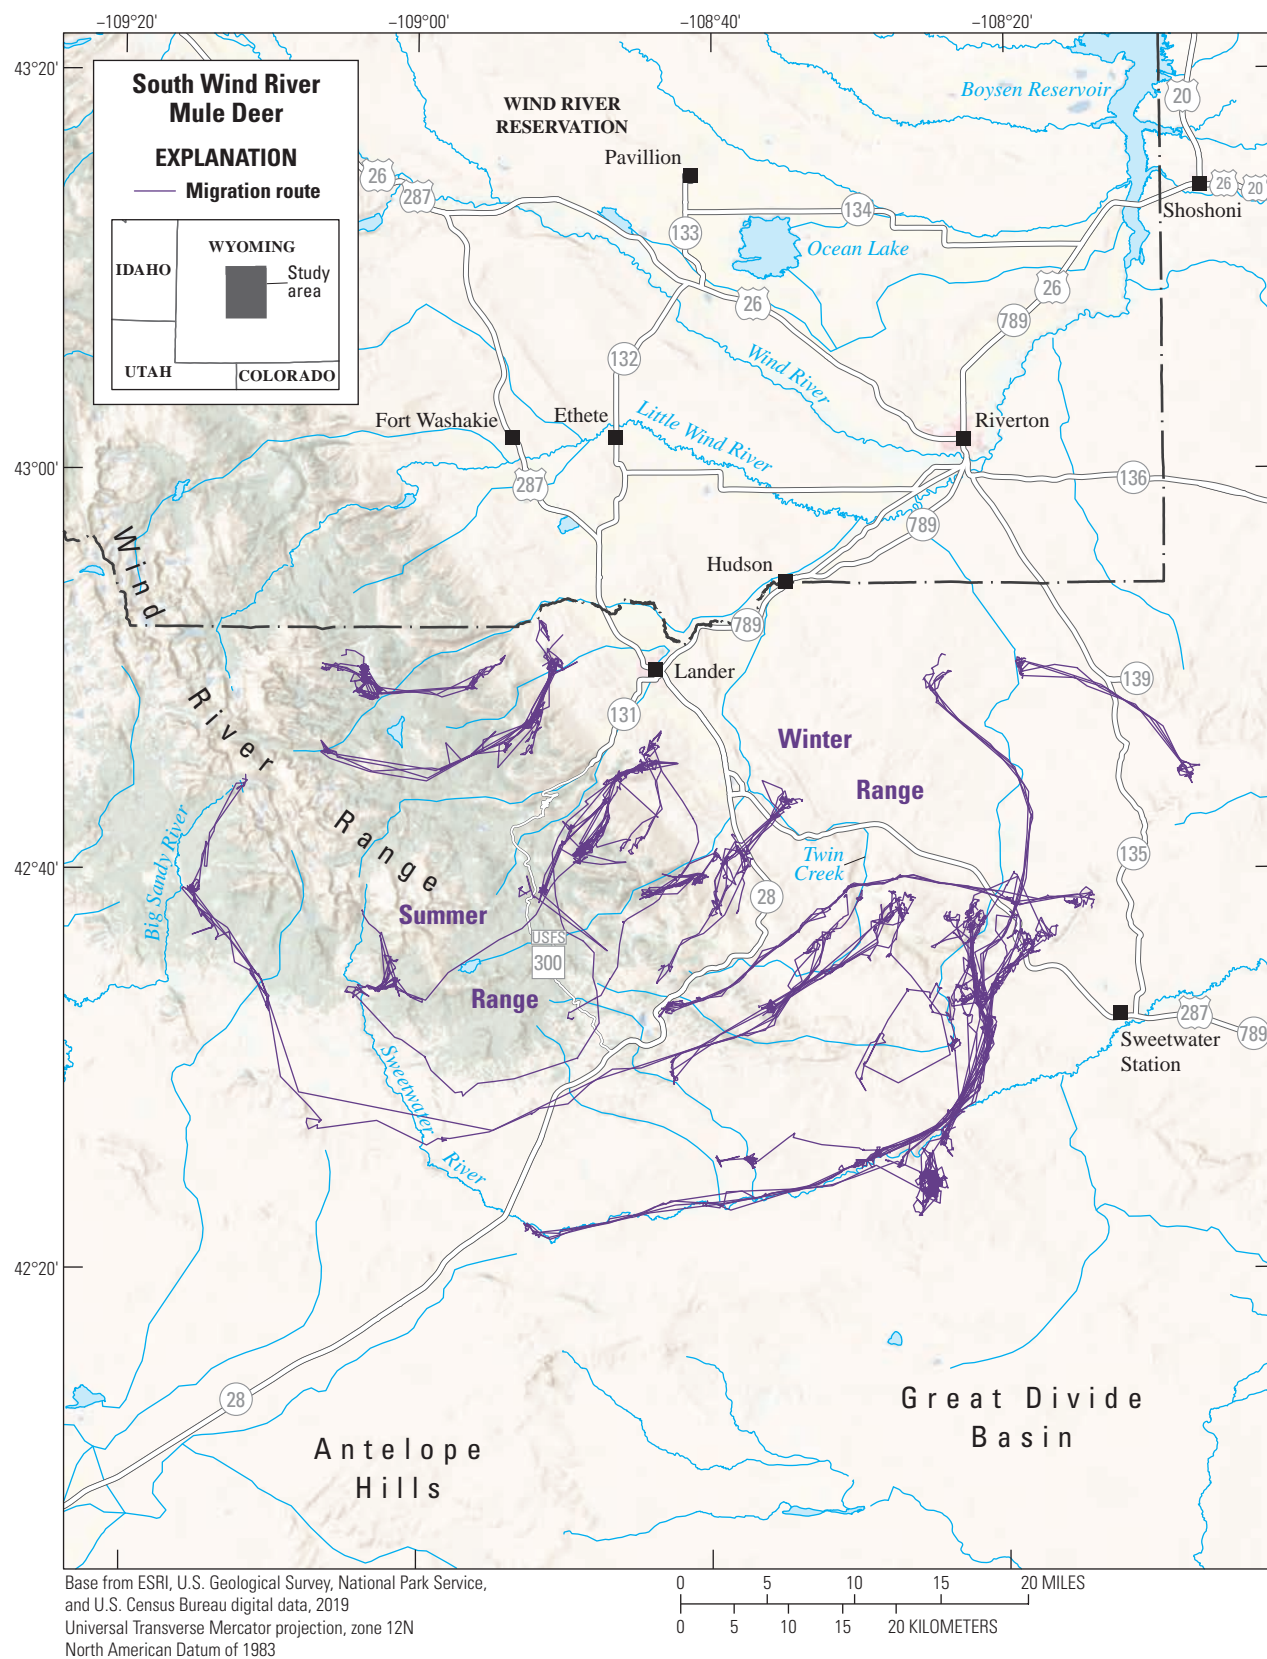 −109°20'
−109°00'
−108°40'
−108°20'
43°20'
43°00'
42°40'
42°20'
South Wind River
Mule Deer
EXPLANATION
Migration route
WYOMING
IDAHO
Study
area
UTAH
COLORADO
WIND RIVER
RESERVATION
Pavillion
Boysen Reservoir
20
26
20
Shoshoni
26
287
134
133
Ocean Lake
26
26
789
132
Wind River
Fort Washakie
Ethete
Little Wind River
Riverton
287
136
789
Hudson
789
Wind
River
Range
Lander
139
131
Winter
Range
Big Sandy River
Twin
Creek
135
28
Summer
Range
USFS
300
Sweetwater
Station
287
789
Sweetwater
River
28
Great Divide
Basin
Antelope
Hills
Base from ESRI, U.S. Geological Survey, National Park Service,
and U.S. Census Bureau digital data, 2019
Universal Transverse Mercator projection, zone 12N
North American Datum of 1983
0 5 10 15 20 MILES
0 5 10 15 20 KILOMETERS